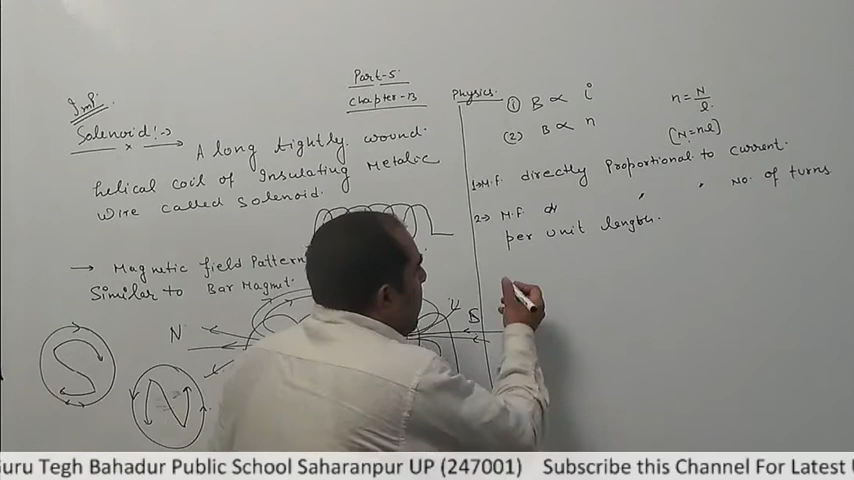 Part-5
Chapter-13
Physics.
Imp.
Solenoid!→
A long tightly wound
helical coil of Insulating Metalic
wire called Solenoid.
→ Magnetic field Pattern
Similar to Bar Magnet.
N
S
S
N
① B ∝ i
(2) B ∝ n
n = N/l
[N = nl]
1→ M.F. directly Proportional to current.
2→ M.F. d " " No. of turns
per unit length.
Guru Tegh Bahadur Public School Saharanpur UP (247001) Subscribe this Channel For Latest